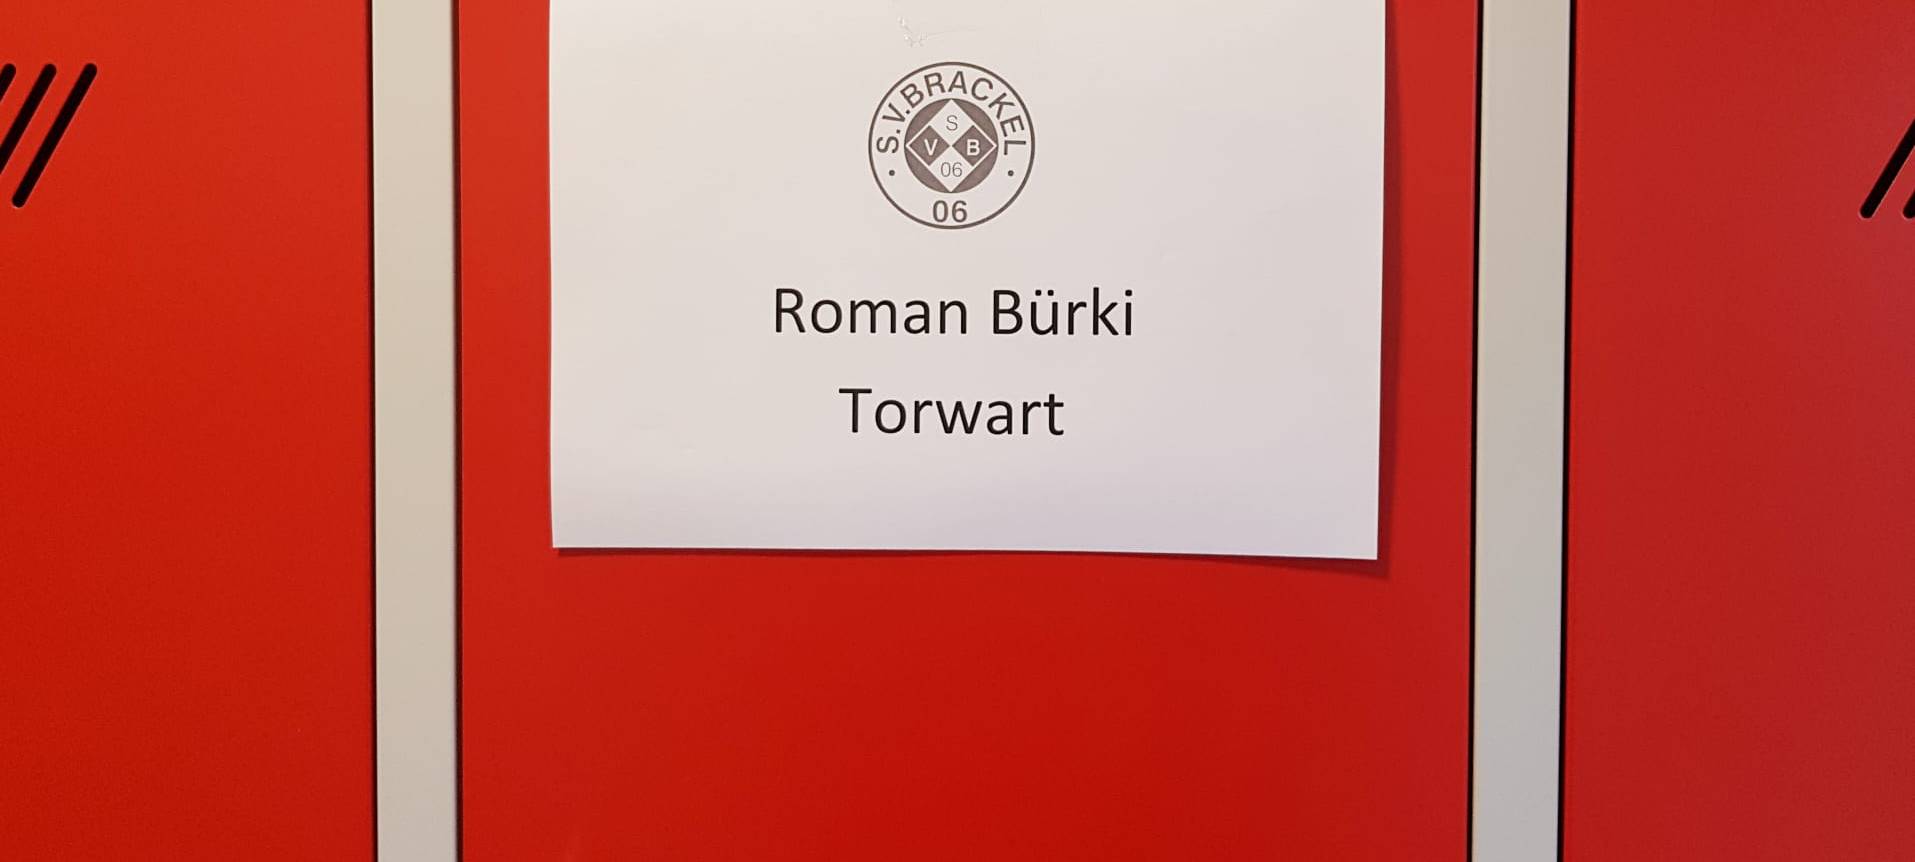 S.V. BRACKEL
S
V B
06
06
Roman Bürki
Torwart